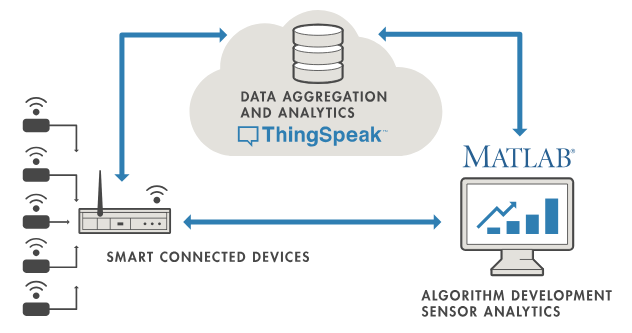 DATA AGGREGATION
AND ANALYTICS
ThingSpeak™
MATLAB®
SMART CONNECTED DEVICES
ALGORITHM DEVELOPMENT
SENSOR ANALYTICS